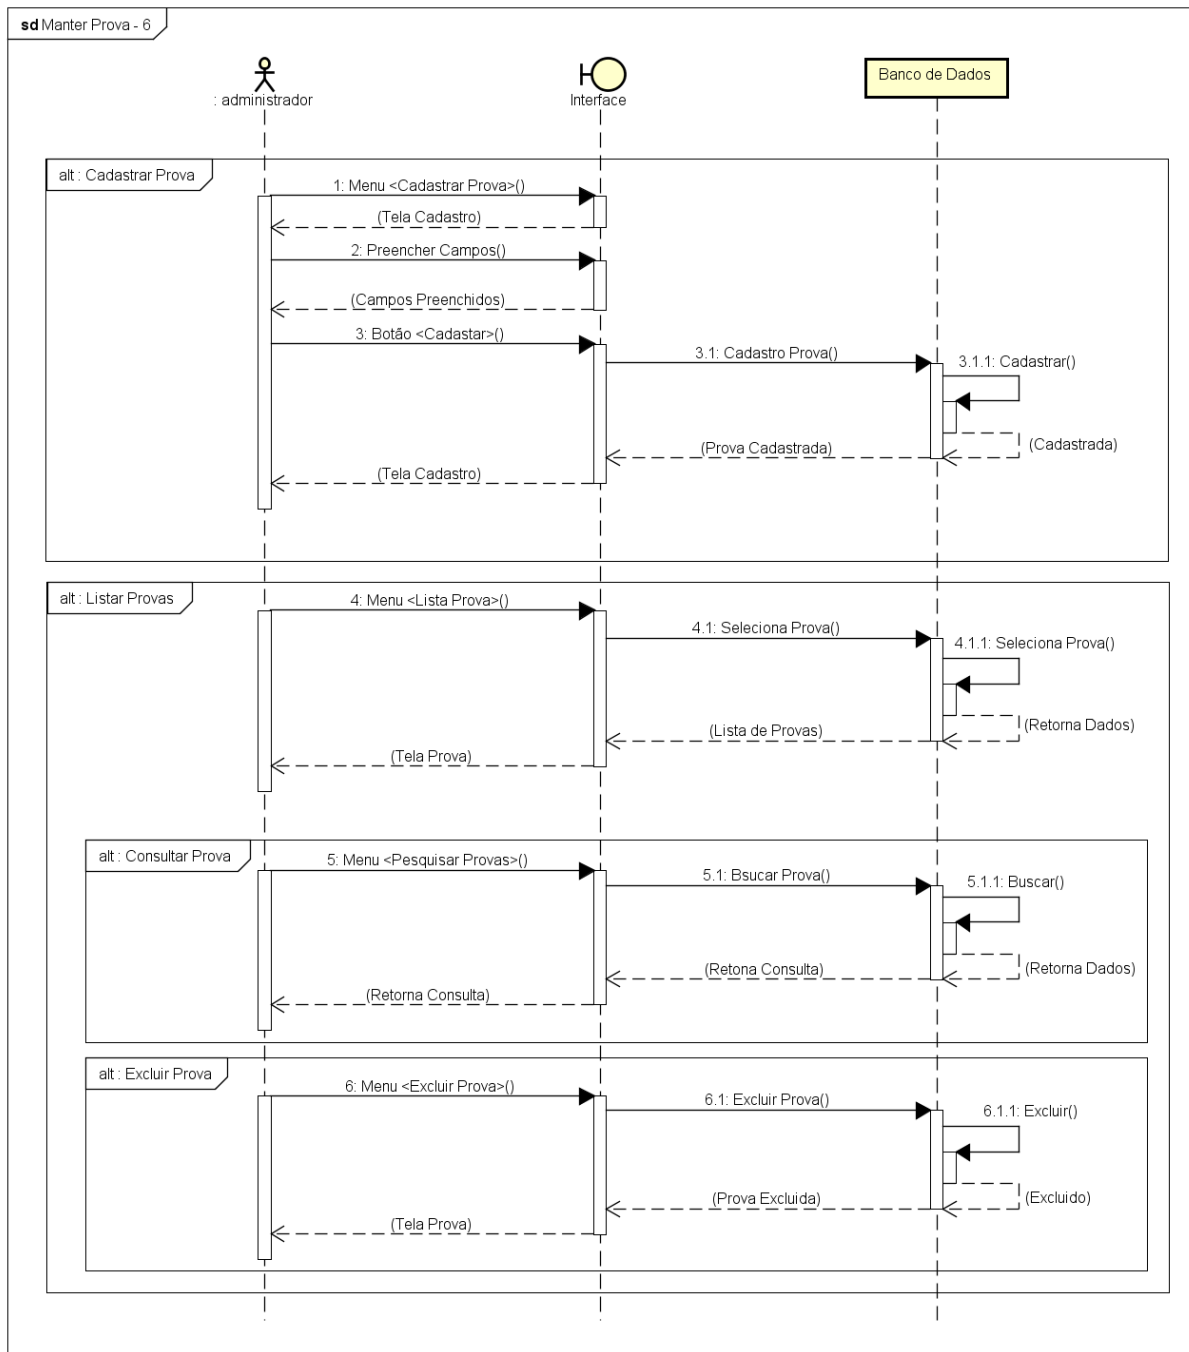 sd Manter Prova - 6
: administrador
Interface
Banco de Dados
alt : Cadastrar Prova
1: Menu <Cadastrar Prova>()
(Tela Cadastro)
2: Preencher Campos()
(Campos Preenchidos)
3: Botão <Cadastar>()
3.1: Cadastro Prova()
3.1.1: Cadastrar()
(Cadastrada)
(Prova Cadastrada)
(Tela Cadastro)
alt : Listar Provas
4: Menu <Lista Prova>()
4.1: Seleciona Prova()
4.1.1: Seleciona Prova()
(Retorna Dados)
(Lista de Provas)
(Tela Prova)
alt : Consultar Prova
5: Menu <Pesquisar Provas>()
5.1: Bsucar Prova()
5.1.1: Buscar()
(Retorna Dados)
(Retona Consulta)
(Retorna Consulta)
alt : Excluir Prova
6: Menu <Excluir Prova>()
6.1: Excluir Prova()
6.1.1: Excluir()
(Excluido)
(Prova Excluida)
(Tela Prova)